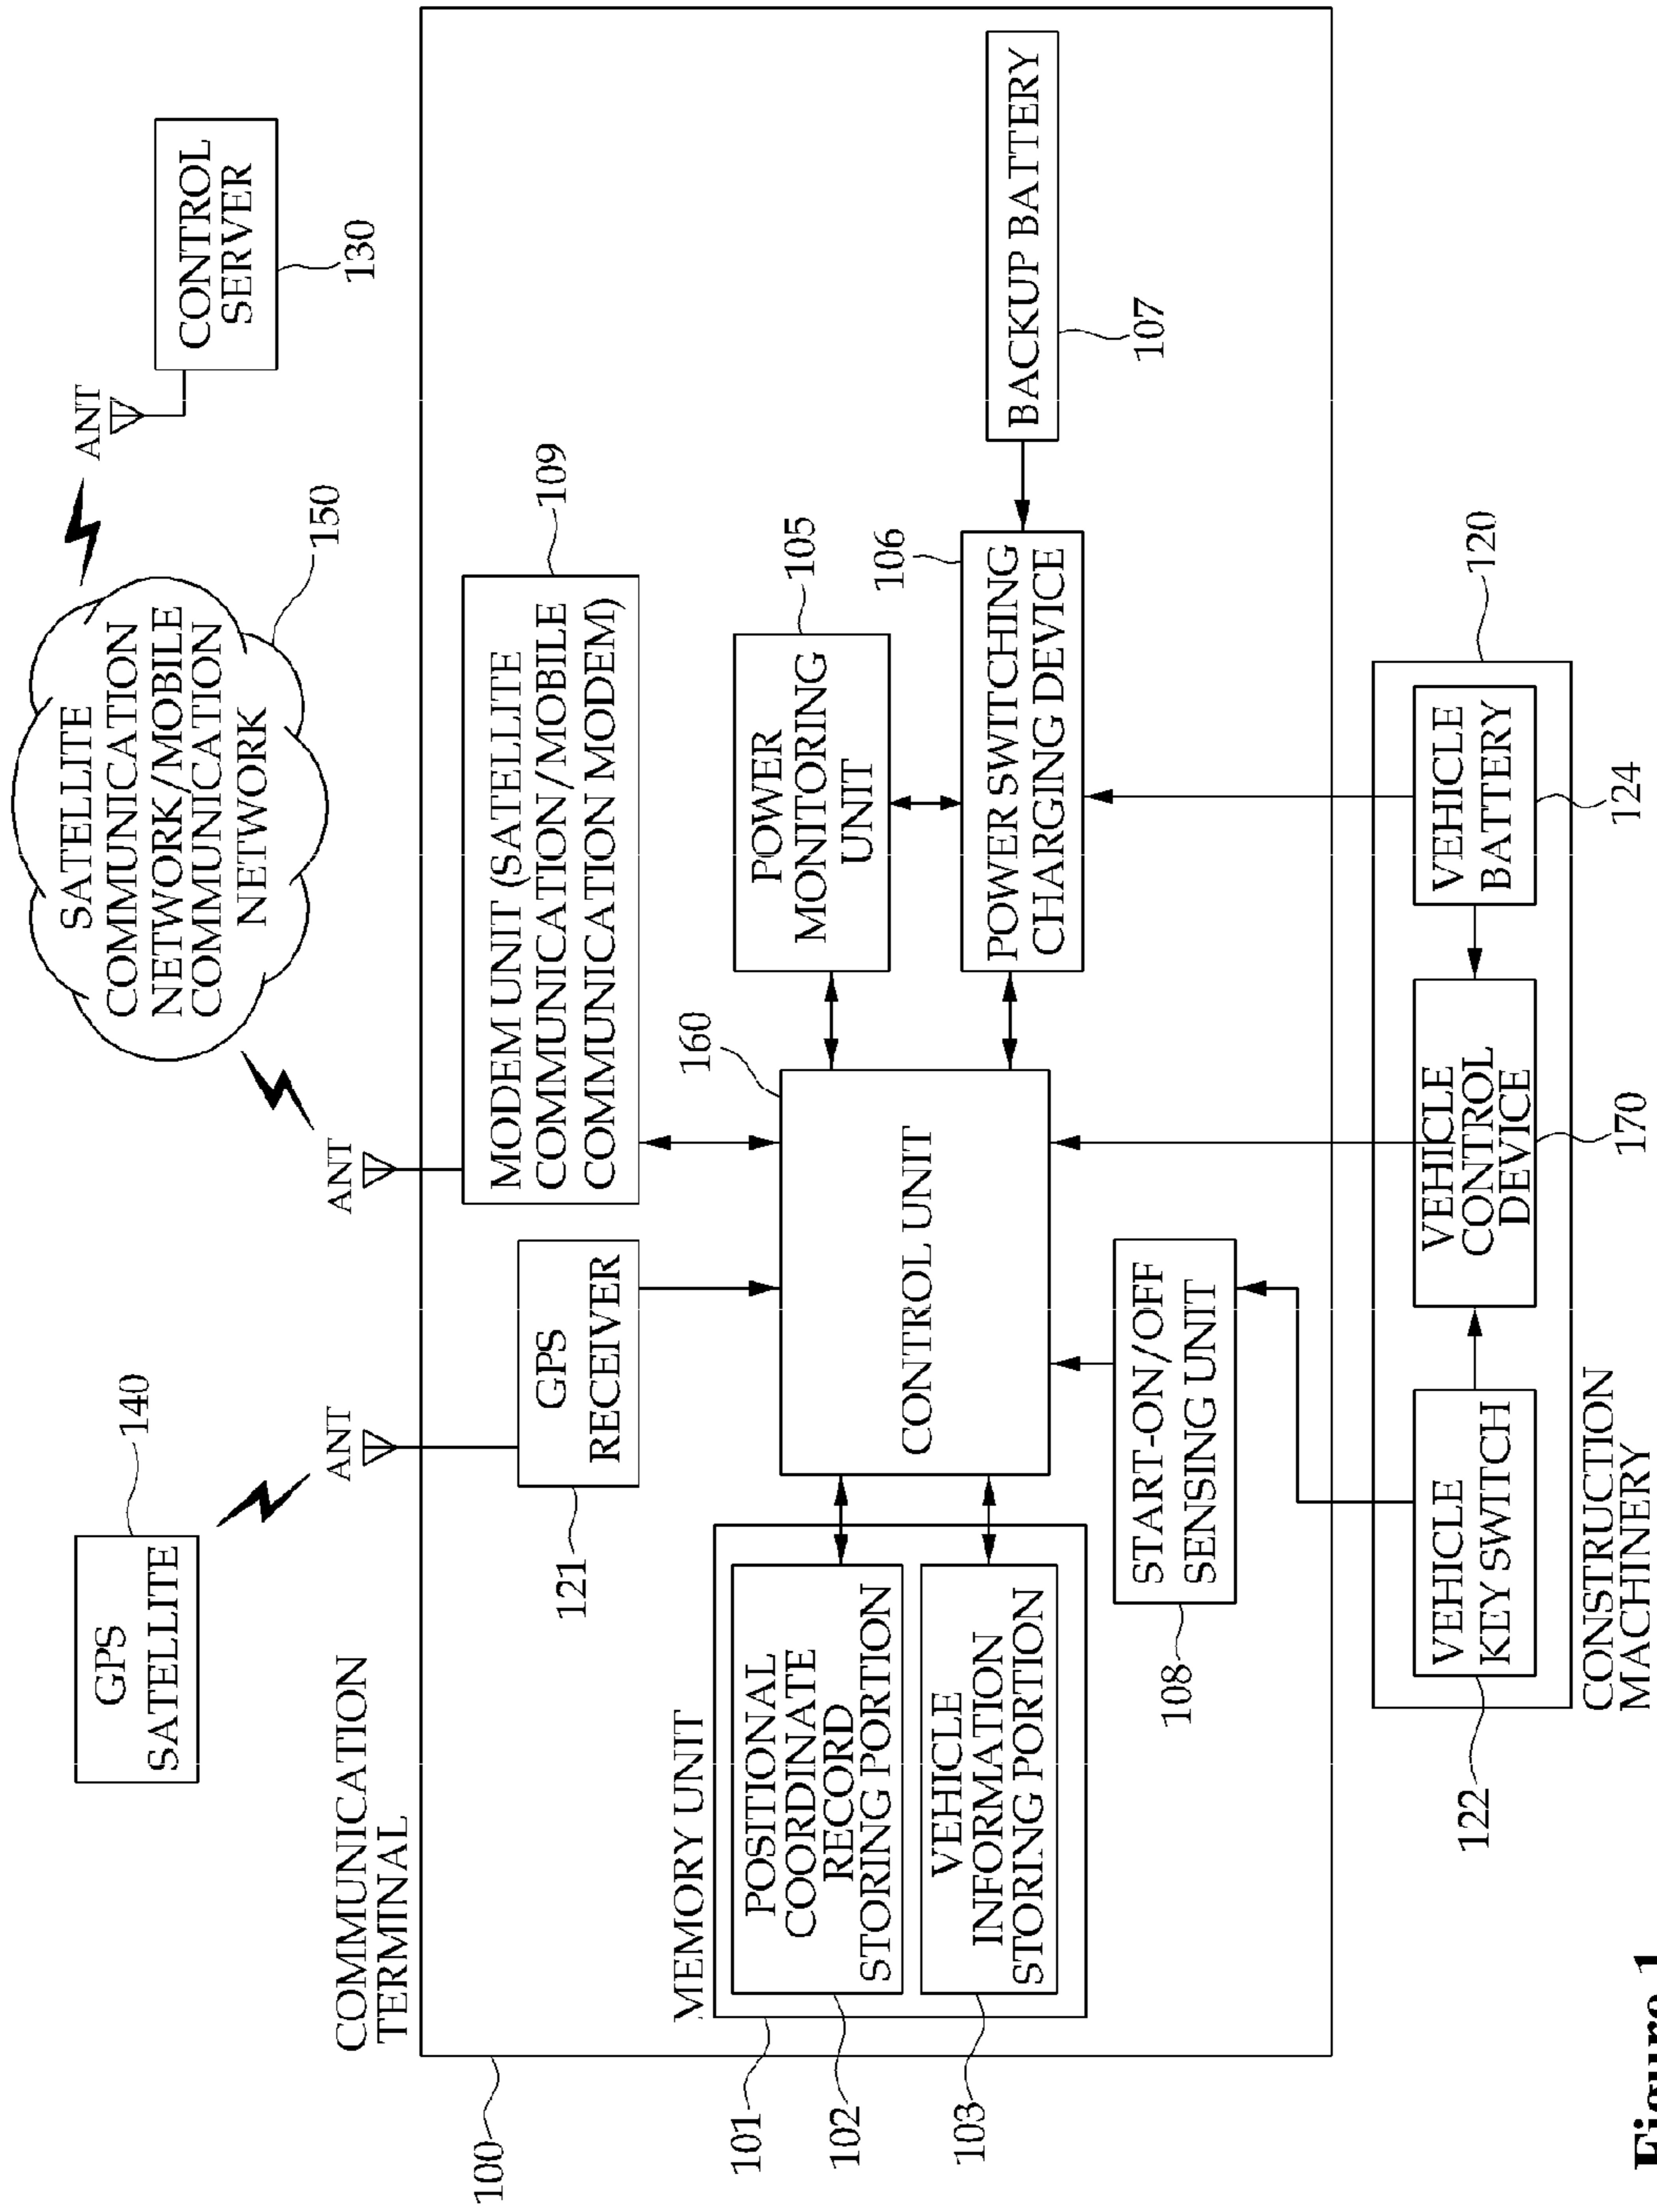 GPS
SATELLITE
140
SATELLITE
COMMUNICATION
NETWORK/MOBILE
COMMUNICATION
NETWORK
150
ANT
CONTROL
SERVER
130
COMMUNICATION
TERMINAL
100
ANT
ANT
GPS
RECEIVER
121
MODEM UNIT (SATELLITE
COMMUNICATION/MOBILE
COMMUNICATION MODEM)
109
MEMORY UNIT
101
POSITIONAL
COORDINATE
RECORD
STORING PORTION
102
VEHICLE
INFORMATION
STORING PORTION
103
CONTROL UNIT
160
POWER
MONITORING
UNIT
105
POWER SWITCHING
CHARGING DEVICE
106
BACKUP BATTERY
107
START-ON/OFF
SENSING UNIT
108
VEHICLE
KEY SWITCH
122
VEHICLE
CONTROL
DEVICE
170
VEHICLE
BATTERY
124
120
CONSTRUCTION
MACHINERY
Figure 1